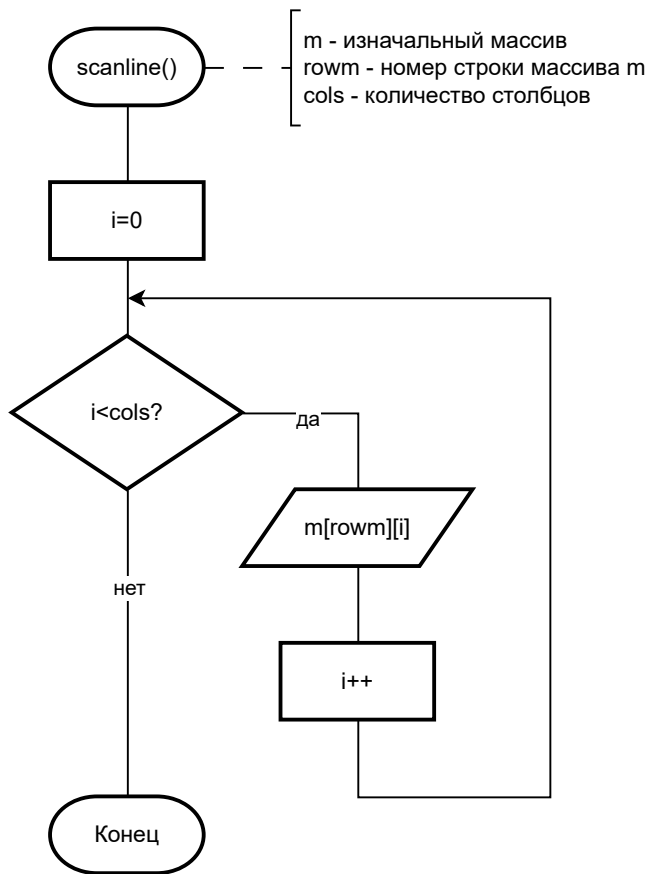 scanline()
m - изначальный массив
rowm - номер строки массива m
cols - количество столбцов
i=0
i<cols?
да
m[rowm][i]
нет
i++
Конец